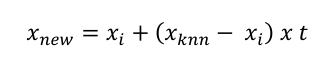 x_new = x_i + (x_knn − x_i) x t